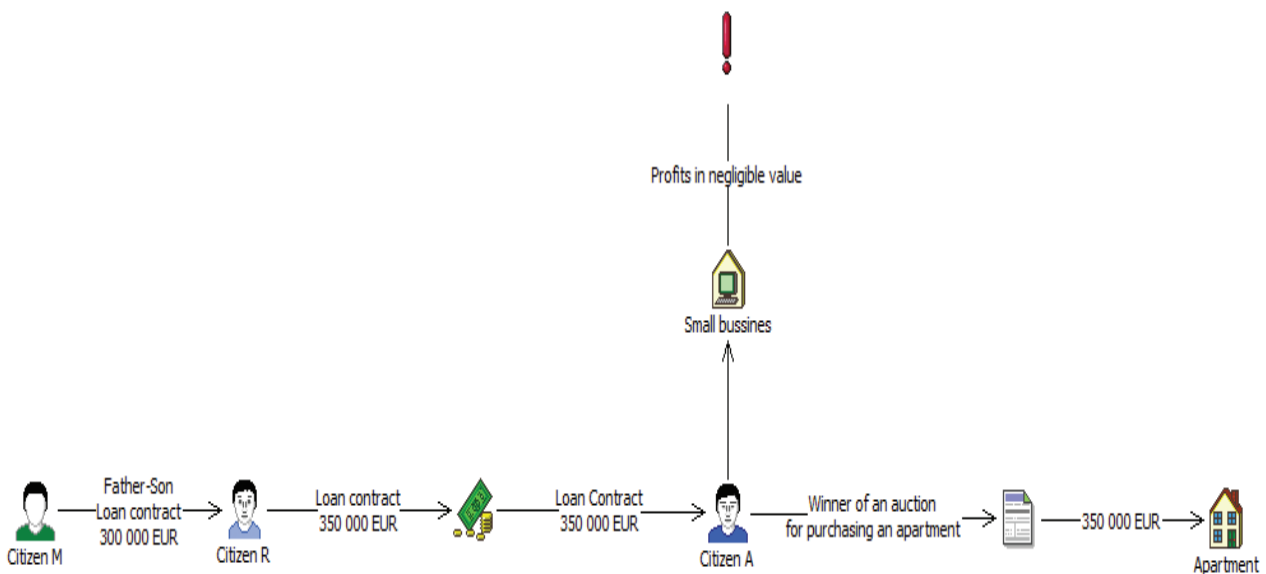 Profits in negligible value
Small bussines
Father-Son
Loan contract
300 000 EUR
Citizen M
Citizen R
Loan contract
350 000 EUR
Loan Contract
350 000 EUR
Citizen A
Winner of an auction
for purchasing an apartment
350 000 EUR
Apartment